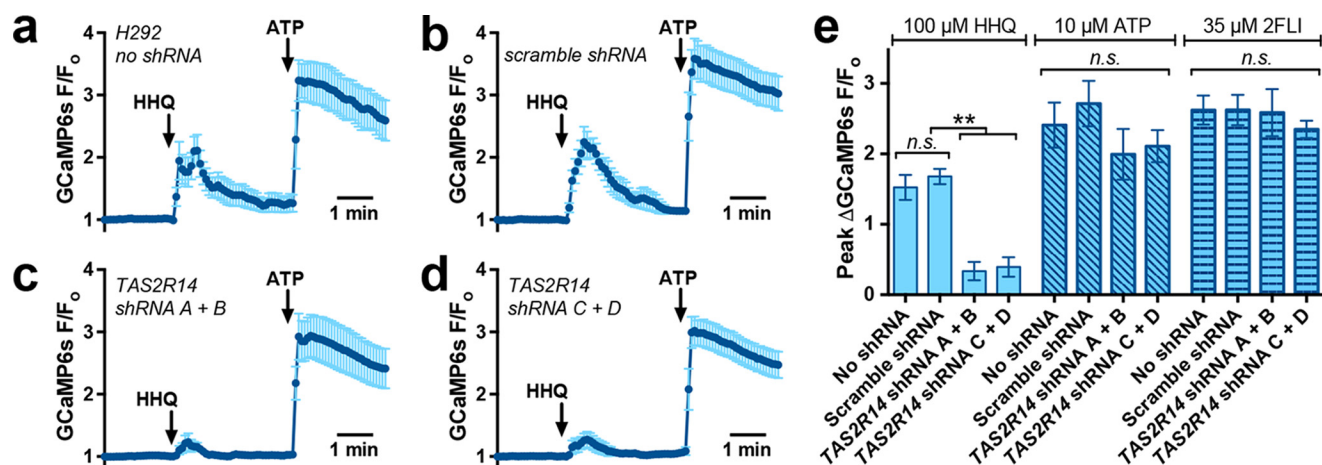 a
H292
no shRNA
GCaMP6s F/Fo
4
3
2
1
HHQ
ATP
1 min
b
scramble shRNA
GCaMP6s F/Fo
4
3
2
1
HHQ
ATP
1 min
c
TAS2R14
shRNA A + B
GCaMP6s F/Fo
4
3
2
1
HHQ
ATP
1 min
d
TAS2R14
shRNA C + D
GCaMP6s F/Fo
4
3
2
1
HHQ
ATP
1 min
e
100 µM HHQ
10 µM ATP
35 µM 2FLI
Peak ΔGCaMP6s F/Fo
3
2
1
0
n.s.
**
n.s.
n.s.
No shRNA
Scramble shRNA
TAS2R14 shRNA A + B
TAS2R14 shRNA C + D
No shRNA
Scramble shRNA
TAS2R14 shRNA A + B
TAS2R14 shRNA C + D
No shRNA
Scramble shRNA
TAS2R14 shRNA A + B
TAS2R14 shRNA C + D